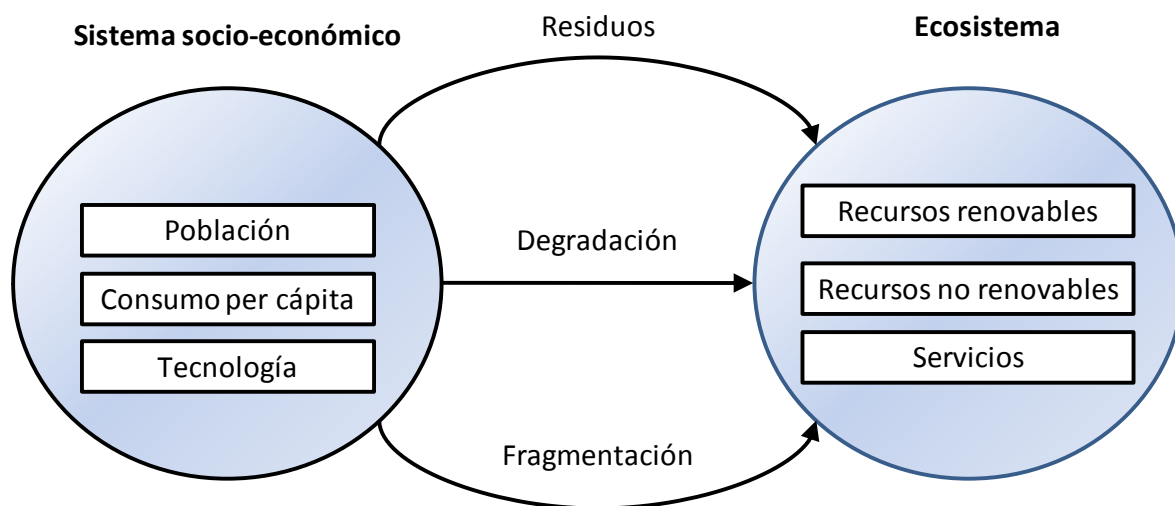 Sistema socio-económico
Residuos
Ecosistema
Población
Consumo per cápita
Tecnología
Degradación
Fragmentación
Recursos renovables
Recursos no renovables
Servicios